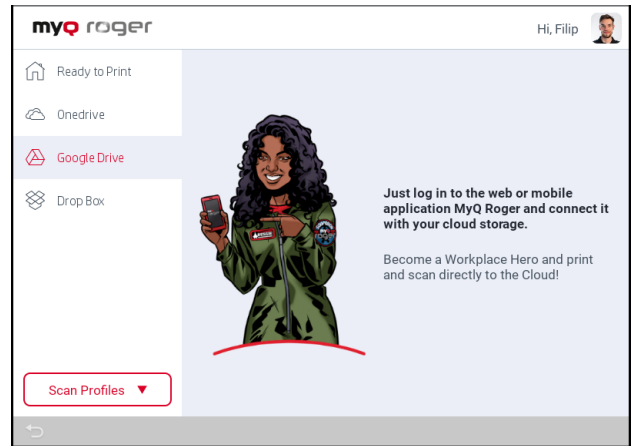 myQ roger
Hi, Filip
Ready to Print
Onedrive
Google Drive
Drop Box
Just log in to the web or mobile
application MyQ Roger and connect it
with your cloud storage.
Become a Workplace Hero and print
and scan directly to the Cloud!
Scan Profiles